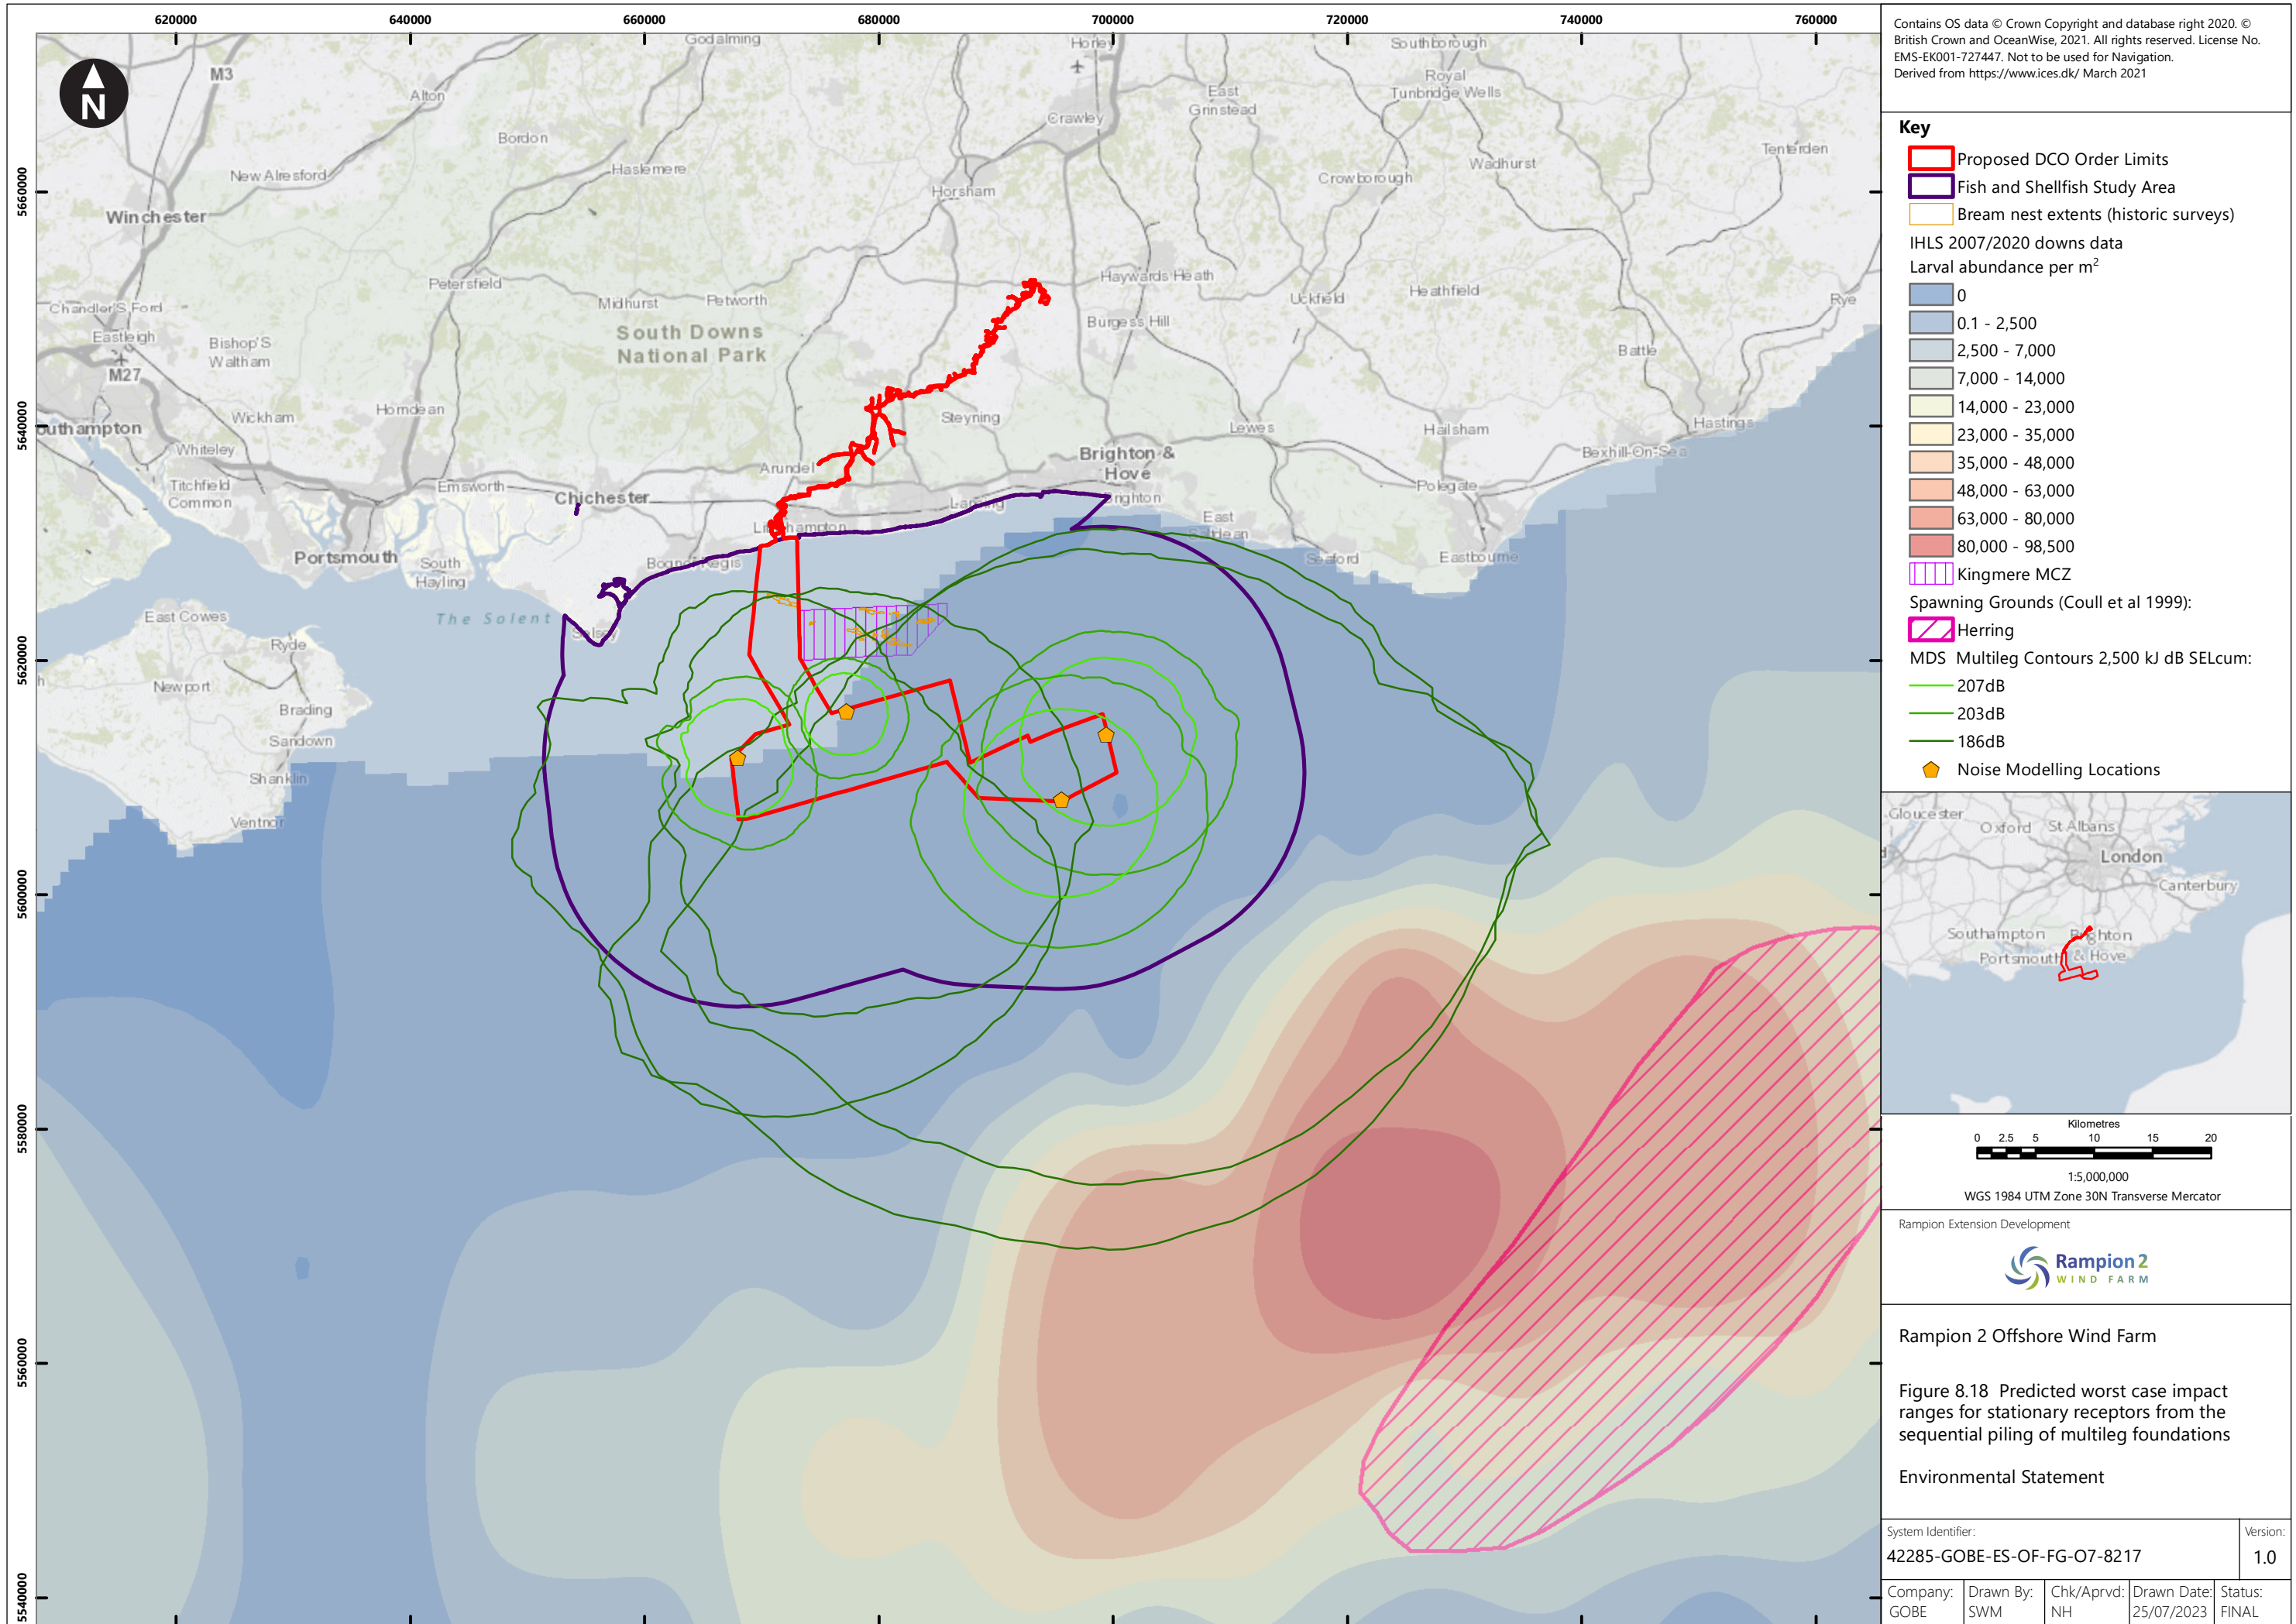 620000
640000
660000
680000
700000
720000
740000
760000
5660000
5640000
5620000
5600000
5580000
5560000
5540000
N
M3
Godalming
Horley
Southborough
Alton
Royal
Tunbridge Wells
East
Grinstead
Crawley
Bordon
Haslemere
Tenterden
Wadhurst
New Alresford
Crowborough
Horsham
Winchester
Haywards Heath
Petersfield
Midhurst
Petworth
Uckfield
Heathfield
Rye
Chandler'S Ford
Burgess Hill
South Downs
National Park
Eastleigh
Bishop'S
Waltham
Battle
M27
Horndean
Wickham
Steyning
Hastings
outhampton
Lewes
Hailsham
Whiteley
Brighton &
Hove
Bexhill-On-Sea
Arundel
Titchfield
Common
Emsworth
Chichester
Polegate
Lancing
righton
Littlehampton
East
Saltdean
Portsmouth
South
Hayling
Bognor Regis
Seaford
Eastbourne
The Solent
East Cowes
Selsey
Ryde
h
Newport
Brading
Sandown
Shanklin
Ventnor
Contains OS data © Crown Copyright and database right 2020. ©
British Crown and OceanWise, 2021. All rights reserved. License No.
EMS-EK001-727447. Not to be used for Navigation.
Derived from https://www.ices.dk/ March 2021
Key
Proposed DCO Order Limits
Fish and Shellfish Study Area
Bream nest extents (historic surveys)
IHLS 2007/2020 downs data
Larval abundance per m²
0
0.1 - 2,500
2,500 - 7,000
7,000 - 14,000
14,000 - 23,000
23,000 - 35,000
35,000 - 48,000
48,000 - 63,000
63,000 - 80,000
80,000 - 98,500
Kingmere MCZ
Spawning Grounds (Coull et al 1999):
Herring
MDS Multileg Contours 2,500 kJ dB SELcum:
207dB
203dB
186dB
Noise Modelling Locations
Gloucester
Oxford
St Albans
d
London
Canterbury
Southampton
Brighton
Portsmouth
& Hove
Kilometres
0 2.5 5 10 15 20
1:5,000,000
WGS 1984 UTM Zone 30N Transverse Mercator
Rampion Extension Development
Rampion 2
WIND FARM
Rampion 2 Offshore Wind Farm
Figure 8.18 Predicted worst case impact
ranges for stationary receptors from the
sequential piling of multileg foundations
Environmental Statement
System Identifier:
42285-GOBE-ES-OF-FG-O7-8217
Version:
1.0
Company:
GOBE
Drawn By:
SWM
Chk/Aprvd:
NH
Drawn Date:
25/07/2023
Status:
FINAL